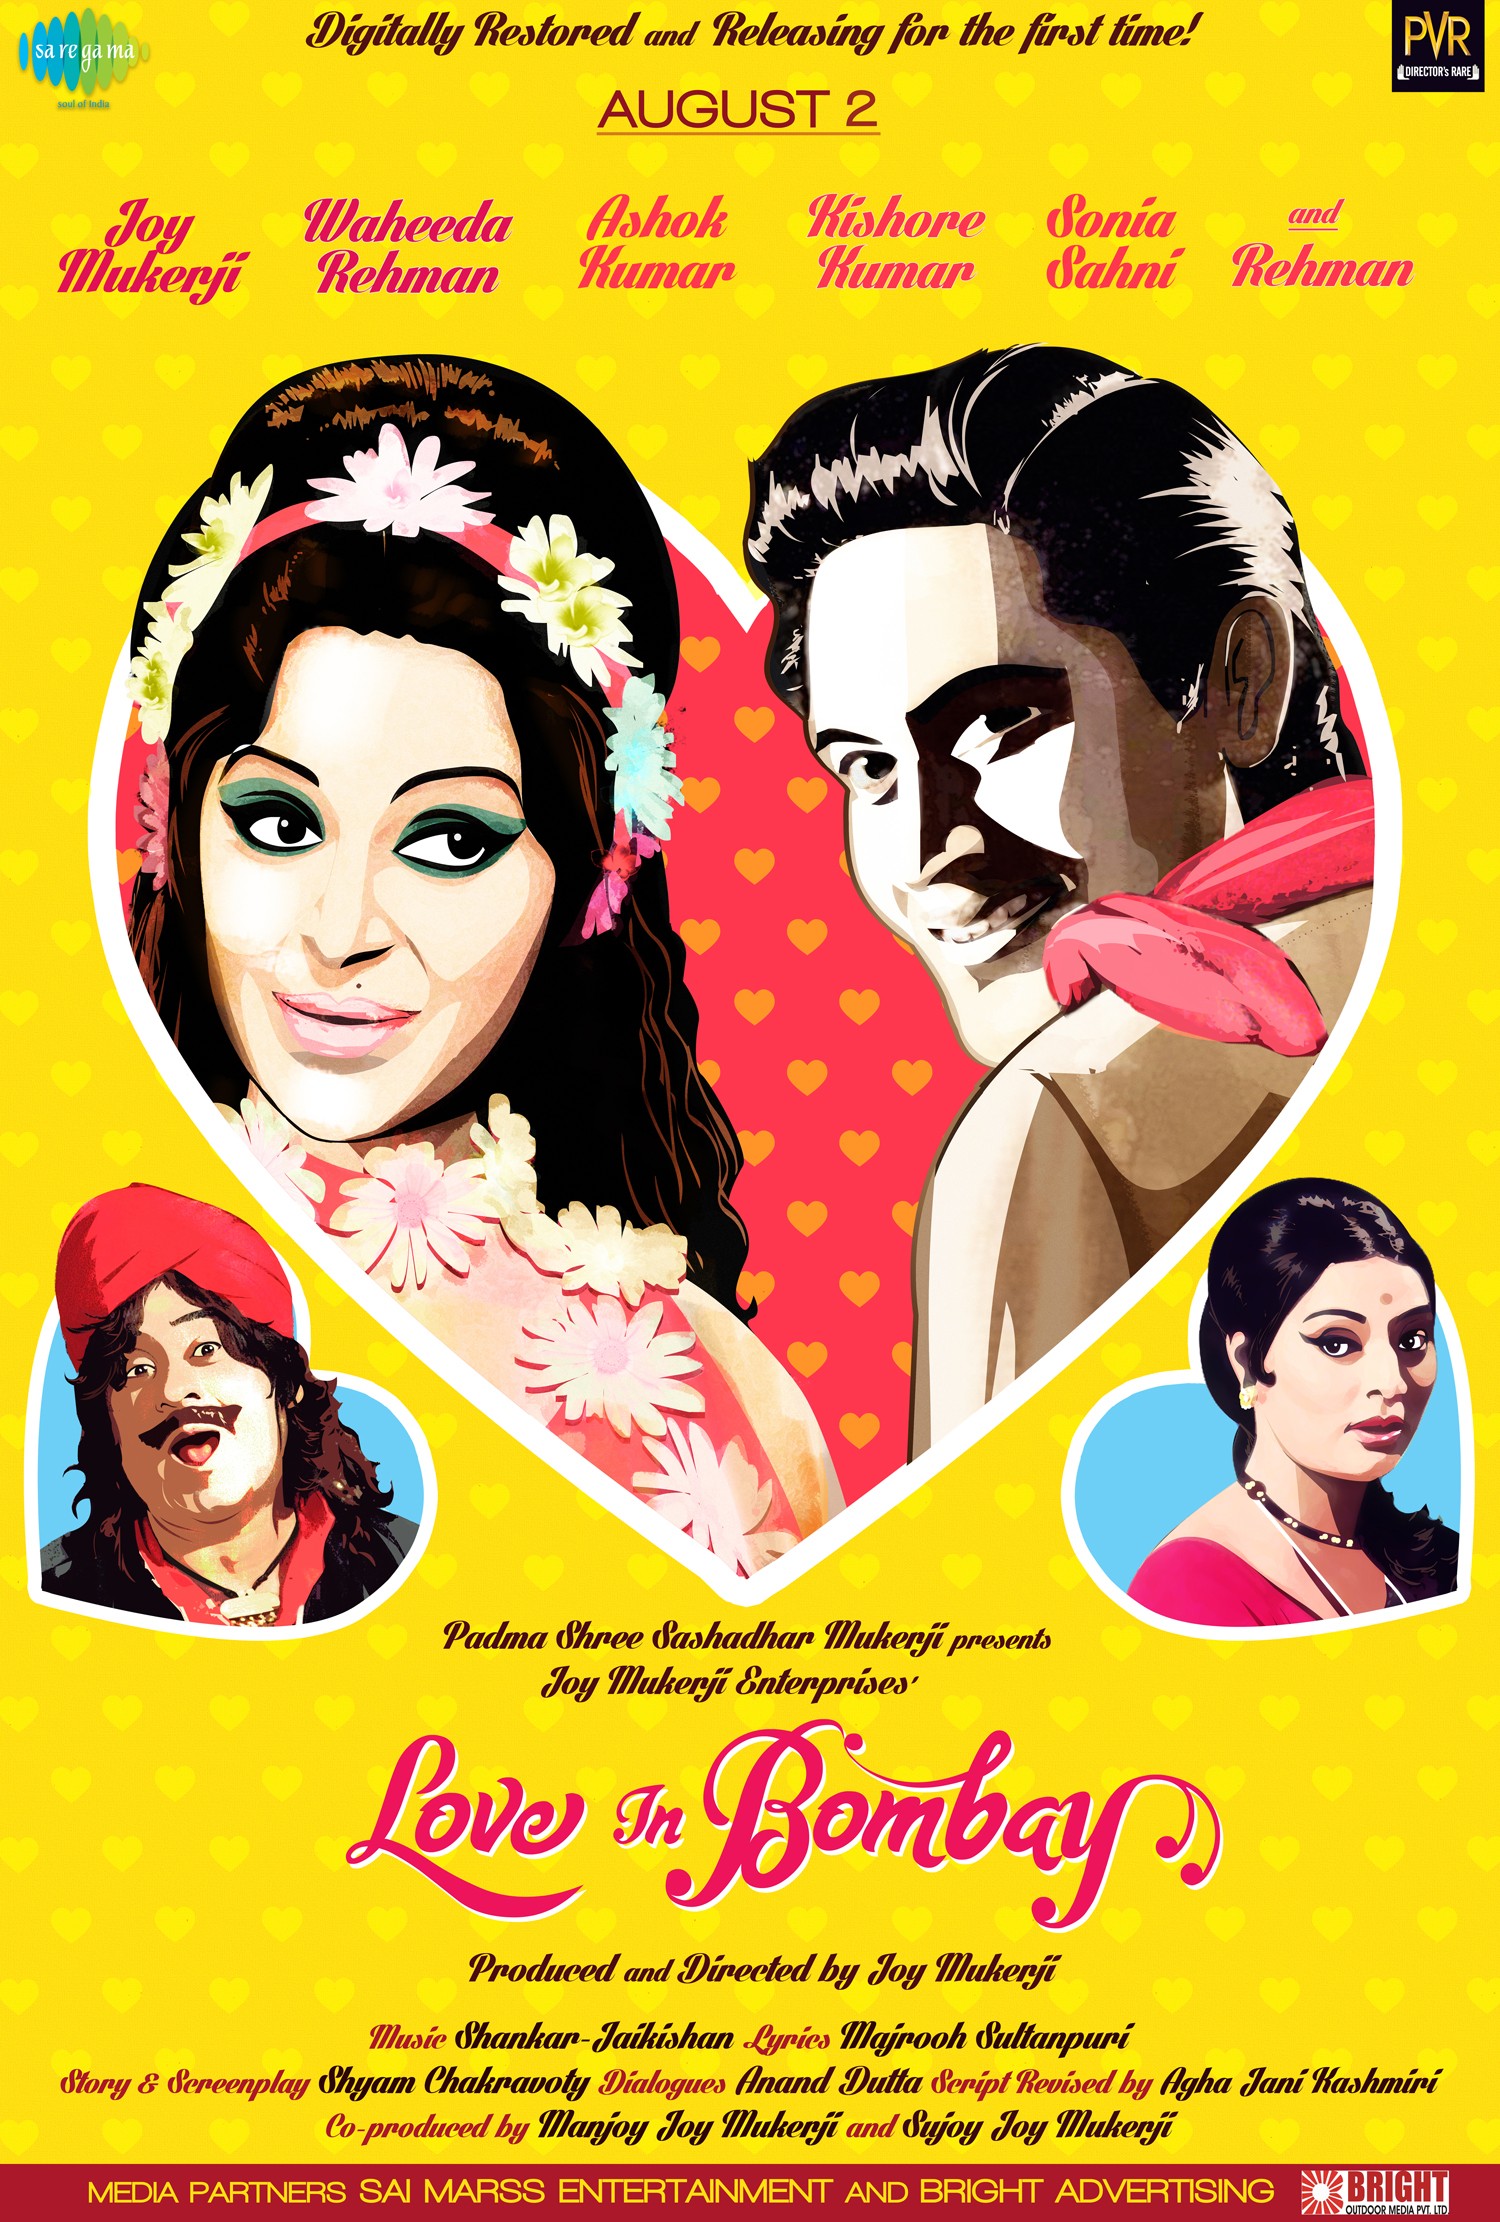 sa re ga ma
soul of India
Digitally Restored and Releasing for the first time!
PVR
DIRECTOR's RARE
AUGUST 2
Joy Mukerji
Waheeda Rehman
Ashok Kumar
Kishore Kumar
Sonia Sahni
and Rehman
Padma Shree Sashadhar Mukerji presents
Joy Mukerji Enterprises'
Love In Bombay
Produced and Directed by Joy Mukerji
Music Shankar-Jaikishan Lyrics Majrooh Sultanpuri
Story & Screenplay Shyam Chakravoty Dialogues Anand Dutta Script Revised by Agha Jani Kashmiri
Co-produced by Manjoy Joy Mukerji and Sujoy Joy Mukerji
MEDIA PARTNERS SAI MARSS ENTERTAINMENT AND BRIGHT ADVERTISING
BRIGHT
OUTDOOR MEDIA PVT. LTD